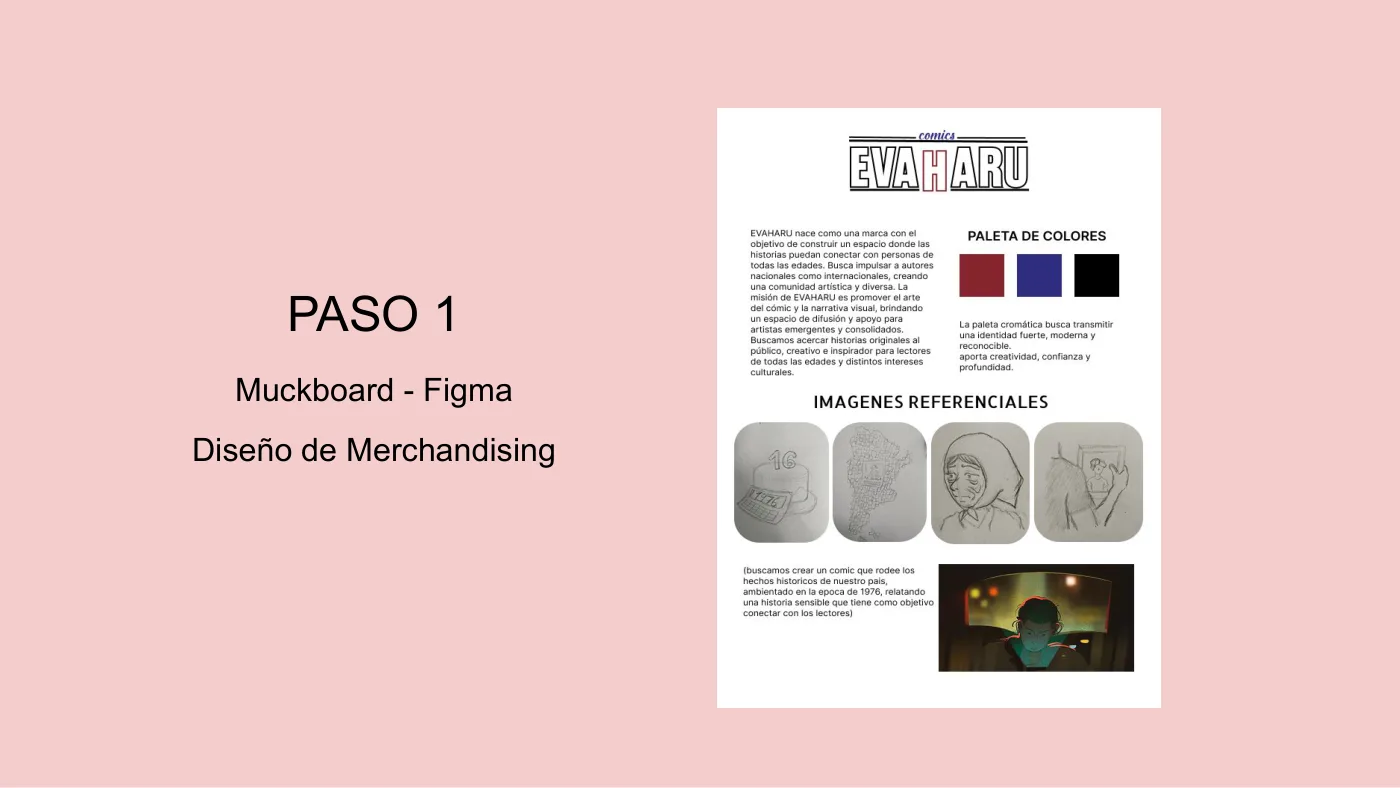 PASO 1
Muckboard - Figma
Diseño de Merchandising
comics
EVAHARU
EVAHARU nace como una marca con el
objetivo de construir un espacio donde las
historias puedan conectar con personas de
todas las edades. Busca impulsar a autores
nacionales como internacionales, creando
una comunidad artística y diversa. La
misión de EVAHARU es promover el arte
del cómic y la narrativa visual, brindando
un espacio de difusión y apoyo para
artistas emergentes y consolidados.
Buscamos acercar historias originales al
público, creativo e inspirador para lectores
de todas las edades y distintos intereses
culturales.
PALETA DE COLORES
La paleta cromática busca transmitir
una identidad fuerte, moderna y
reconocible.
aporta creatividad, confianza y
profundidad.
IMAGENES REFERENCIALES
16
1976
(buscamos crear un comic que rodee los
hechos historicos de nuestro pais,
ambientado en la epoca de 1976, relatando
una historia sensible que tiene como objetivo
conectar con los lectores)